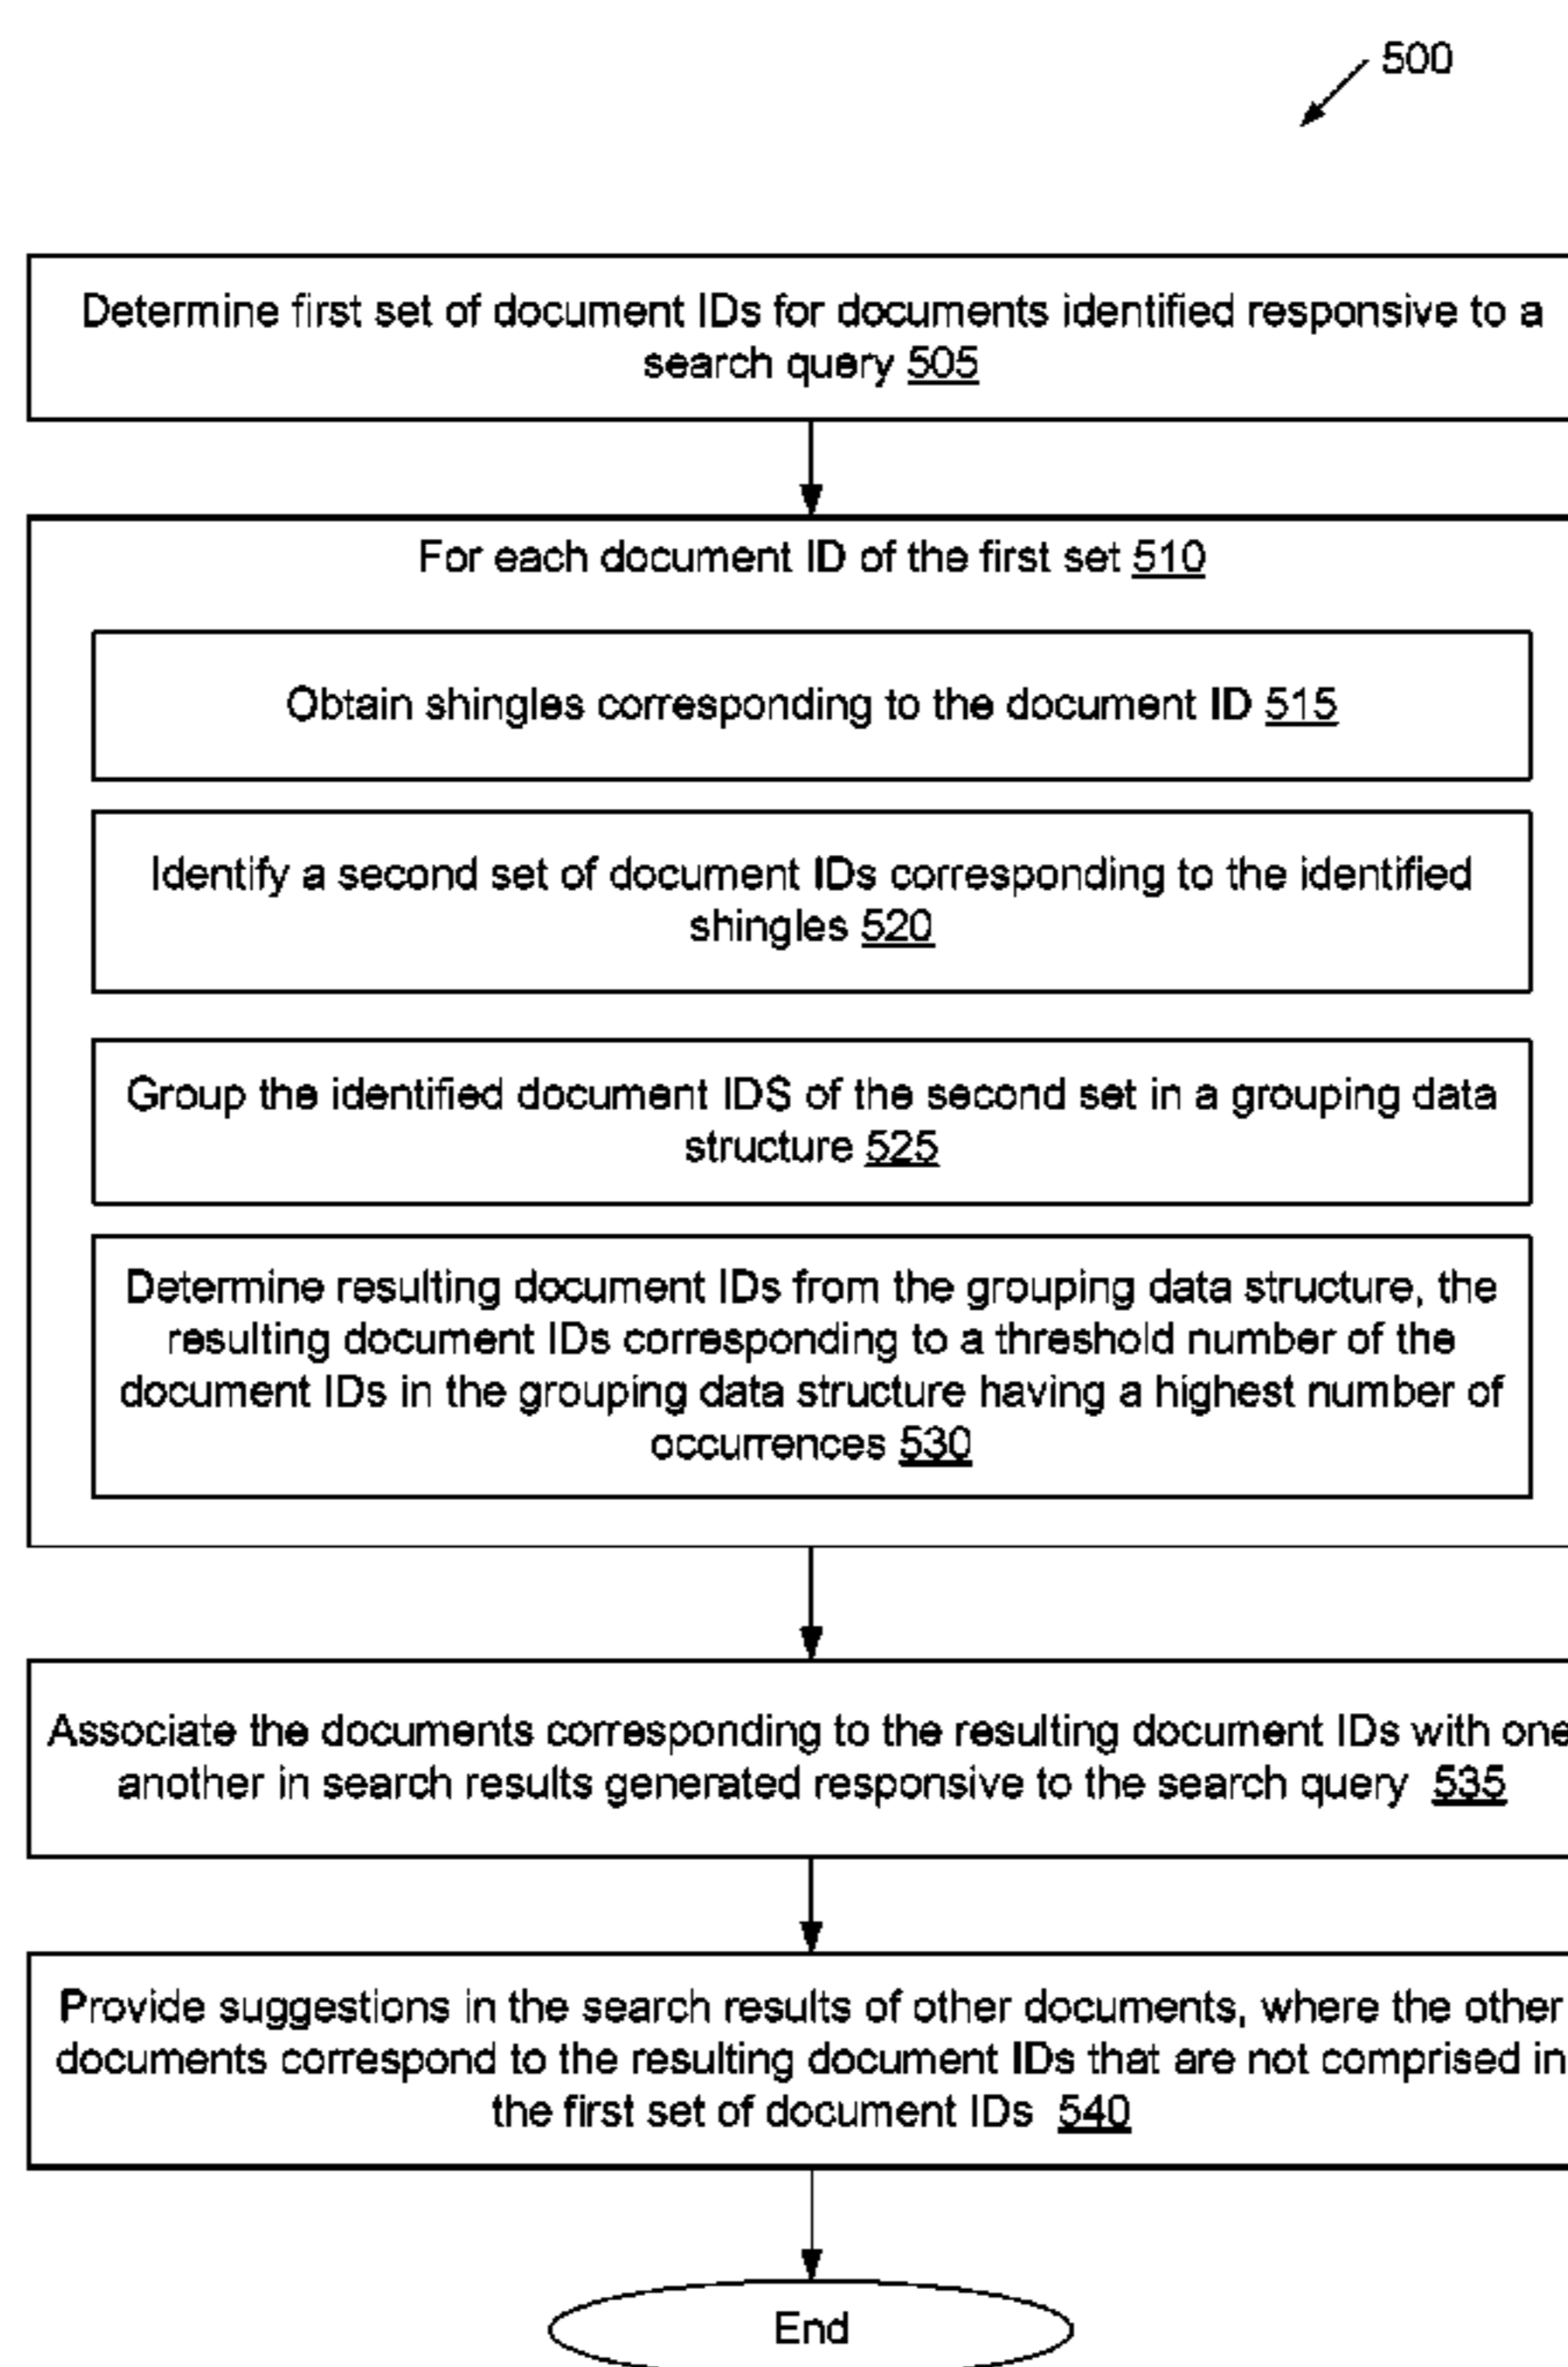 500
Determine first set of document IDs for documents identified responsive to a
search query 505
For each document ID of the first set 510
Obtain shingles corresponding to the document ID 515
Identify a second set of document IDs corresponding to the identified
shingles 520
Group the identified document IDS of the second set in a grouping data
structure 525
Determine resulting document IDs from the grouping data structure, the
resulting document IDs corresponding to a threshold number of the
document IDs in the grouping data structure having a highest number of
occurrences 530
Associate the documents corresponding to the resulting document IDs with one
another in search results generated responsive to the search query 535
Provide suggestions in the search results of other documents, where the other
documents correspond to the resulting document IDs that are not comprised in
the first set of document IDs 540
End